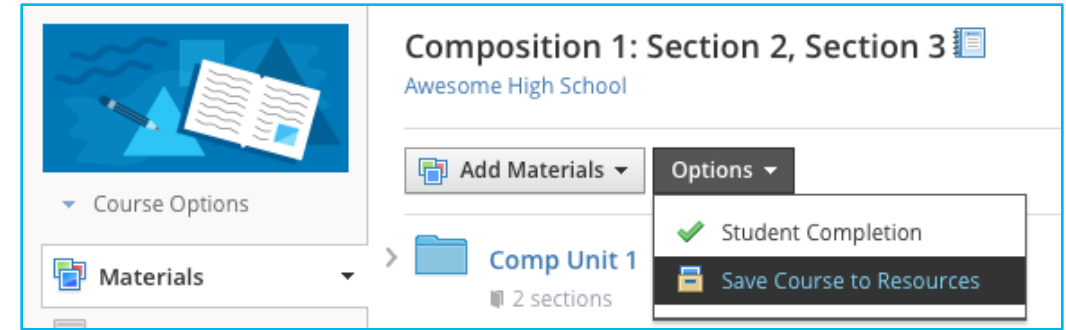 Composition 1: Section 2, Section 3
Awesome High School
Add Materials
Options
Course Options
Student Completion
Materials
Comp Unit 1
Save Course to Resources
2 sections